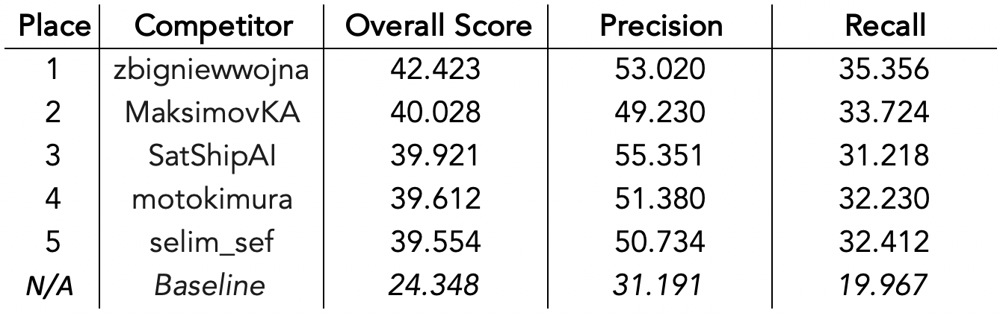 Place Competitor Overall Score Precision Recall
1 zbigniewwojna 42.423 53.020 35.356
2 MaksimovKA 40.028 49.230 33.724
3 SatShipAI 39.921 55.351 31.218
4 motokimura 39.612 51.380 32.230
5 selim_sef 39.554 50.734 32.412
N/A Baseline 24.348 31.191 19.967